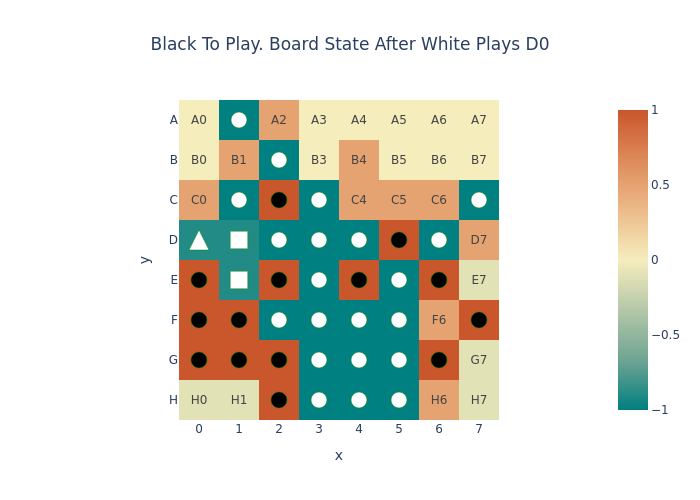 Black To Play. Board State After White Plays D0
A A0 A2 A3 A4 A5 A6 A7
B B0 B1 B3 B4 B5 B6 B7
C C0 C4 C5 C6
D D7
E E7
F F6
G G7
H H0 H1 H6 H7
0 1 2 3 4 5 6 7
x
y
1
0.5
0
−0.5
−1